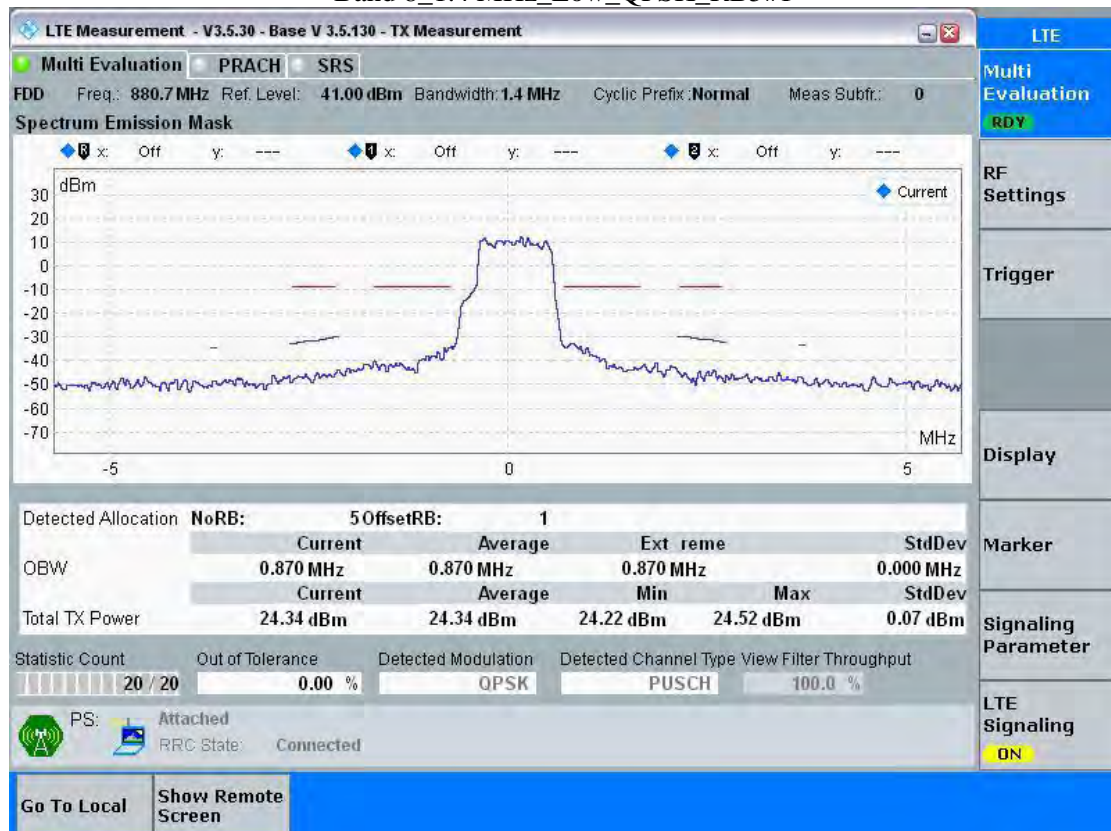 LTE Measurement - V3.5.30 - Base V 3.5.130 - TX Measurement
LTE
Multi Evaluation PRACH SRS
Multi Evaluation
RDY
FDD Freq.: 880.7 MHz Ref. Level: 41.00 dBm Bandwidth: 1.4 MHz Cyclic Prefix :Normal Meas Subfr.: 0
Spectrum Emission Mask
R x: Off y: --- 1 x: Off y: --- 2 x: Off y: ---
dBm
Current
30
20
10
0
-10
-20
-30
-40
-50
-60
-70
MHz
-5 0 5
RF Settings
Trigger
Display
Marker
Signaling Parameter
LTE Signaling
ON
Detected Allocation NoRB: 5 OffsetRB: 1
Current Average Ext reme StdDev
OBW 0.870 MHz 0.870 MHz 0.870 MHz 0.000 MHz
Current Average Min Max StdDev
Total TX Power 24.34 dBm 24.34 dBm 24.22 dBm 24.52 dBm 0.07 dBm
Statistic Count Out of Tolerance Detected Modulation Detected Channel Type View Filter Throughput
20 / 20 0.00 % QPSK PUSCH 100.0 %
PS: Attached
RRC State: Connected
Go To Local Show Remote Screen